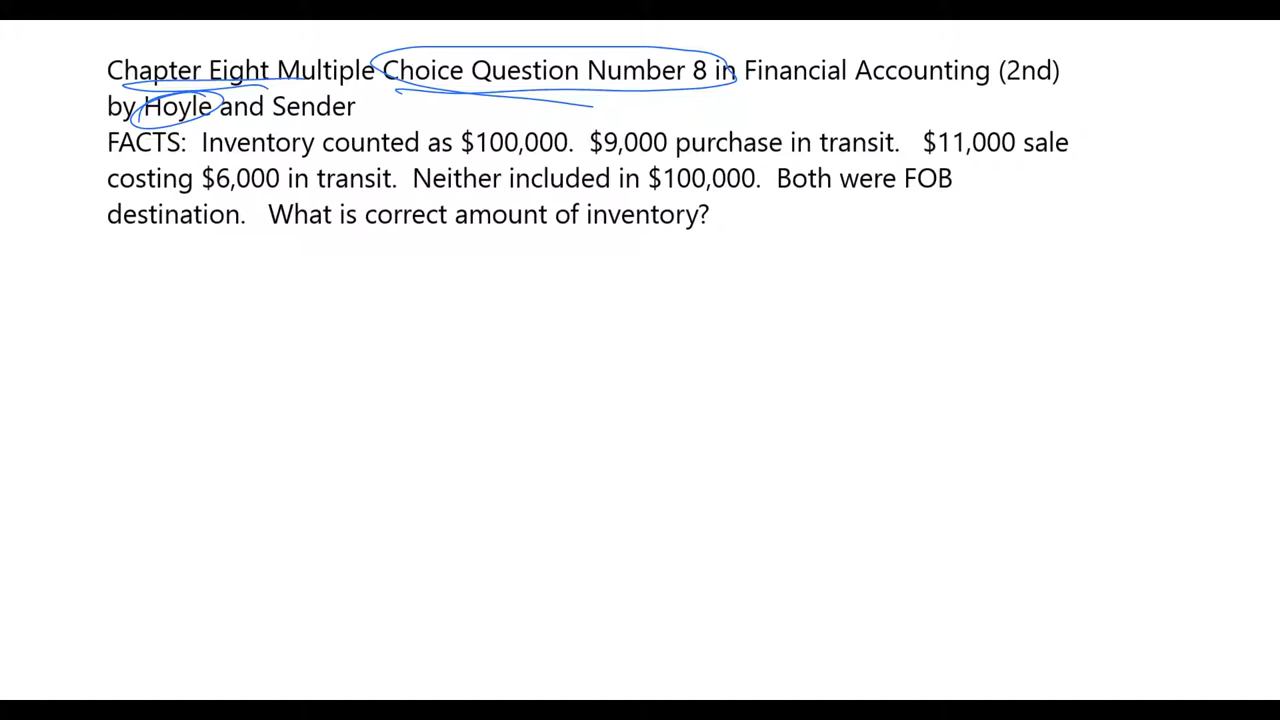 Chapter Eight Multiple Choice Question Number 8 in Financial Accounting (2nd)
by Hoyle and Sender
FACTS:  Inventory counted as $100,000.  $9,000 purchase in transit.   $11,000 sale
costing $6,000 in transit.  Neither included in $100,000.  Both were FOB
destination.   What is correct amount of inventory?